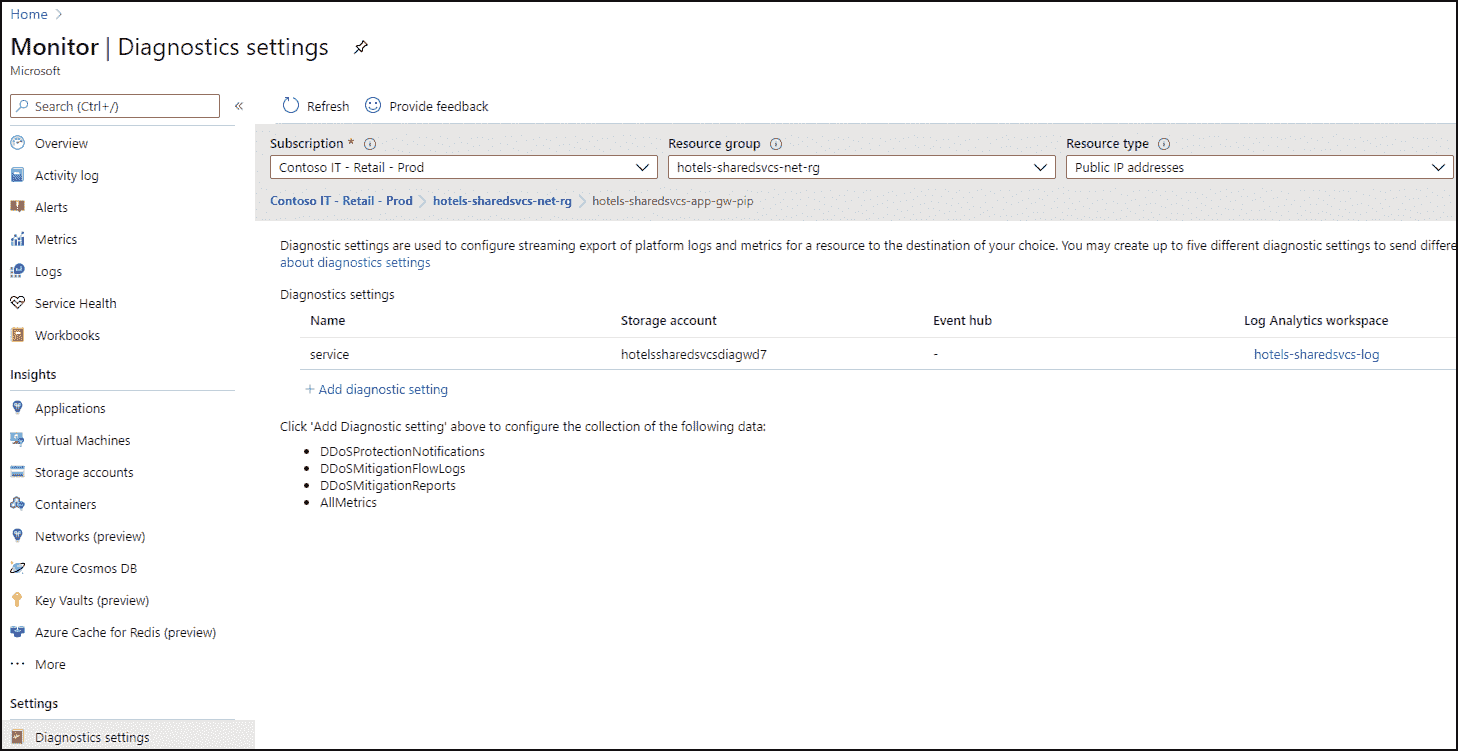 Home
Monitor | Diagnostics settings
Microsoft
Search (Ctrl+/)
«
Overview
Activity log
Alerts
Metrics
Logs
Service Health
Workbooks
Insights
Applications
Virtual Machines
Storage accounts
Containers
Networks (preview)
Azure Cosmos DB
Key Vaults (preview)
Azure Cache for Redis (preview)
More
Settings
Diagnostics settings
Refresh Provide feedback
Subscription * Resource group Resource type
Contoso IT - Retail - Prod hotels-sharedsvcs-net-rg Public IP addresses
Contoso IT - Retail - Prod hotels-sharedsvcs-net-rg hotels-sharedsvcs-app-gw-pip
Diagnostic settings are used to configure streaming export of platform logs and metrics for a resource to the destination of your choice. You may create up to five different diagnostic settings to send differe
about diagnostics settings
Diagnostics settings
Name Storage account Event hub Log Analytics workspace
service hotelssharedsvcsdiagwd7 - hotels-sharedsvcs-log
+ Add diagnostic setting
Click 'Add Diagnostic setting' above to configure the collection of the following data:
• DDoSProtectionNotifications
• DDoSMitigationFlowLogs
• DDoSMitigationReports
• AllMetrics